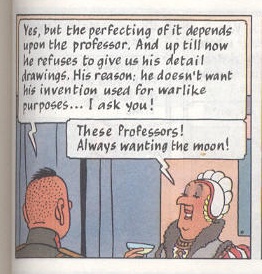 Yes, but the perfecting of it depends
upon the professor. And up till now
he refuses to give us his detail
drawings. His reason: he doesn't want
his invention used for warlike
purposes... I ask you!
These Professors!
Always wanting the moon!